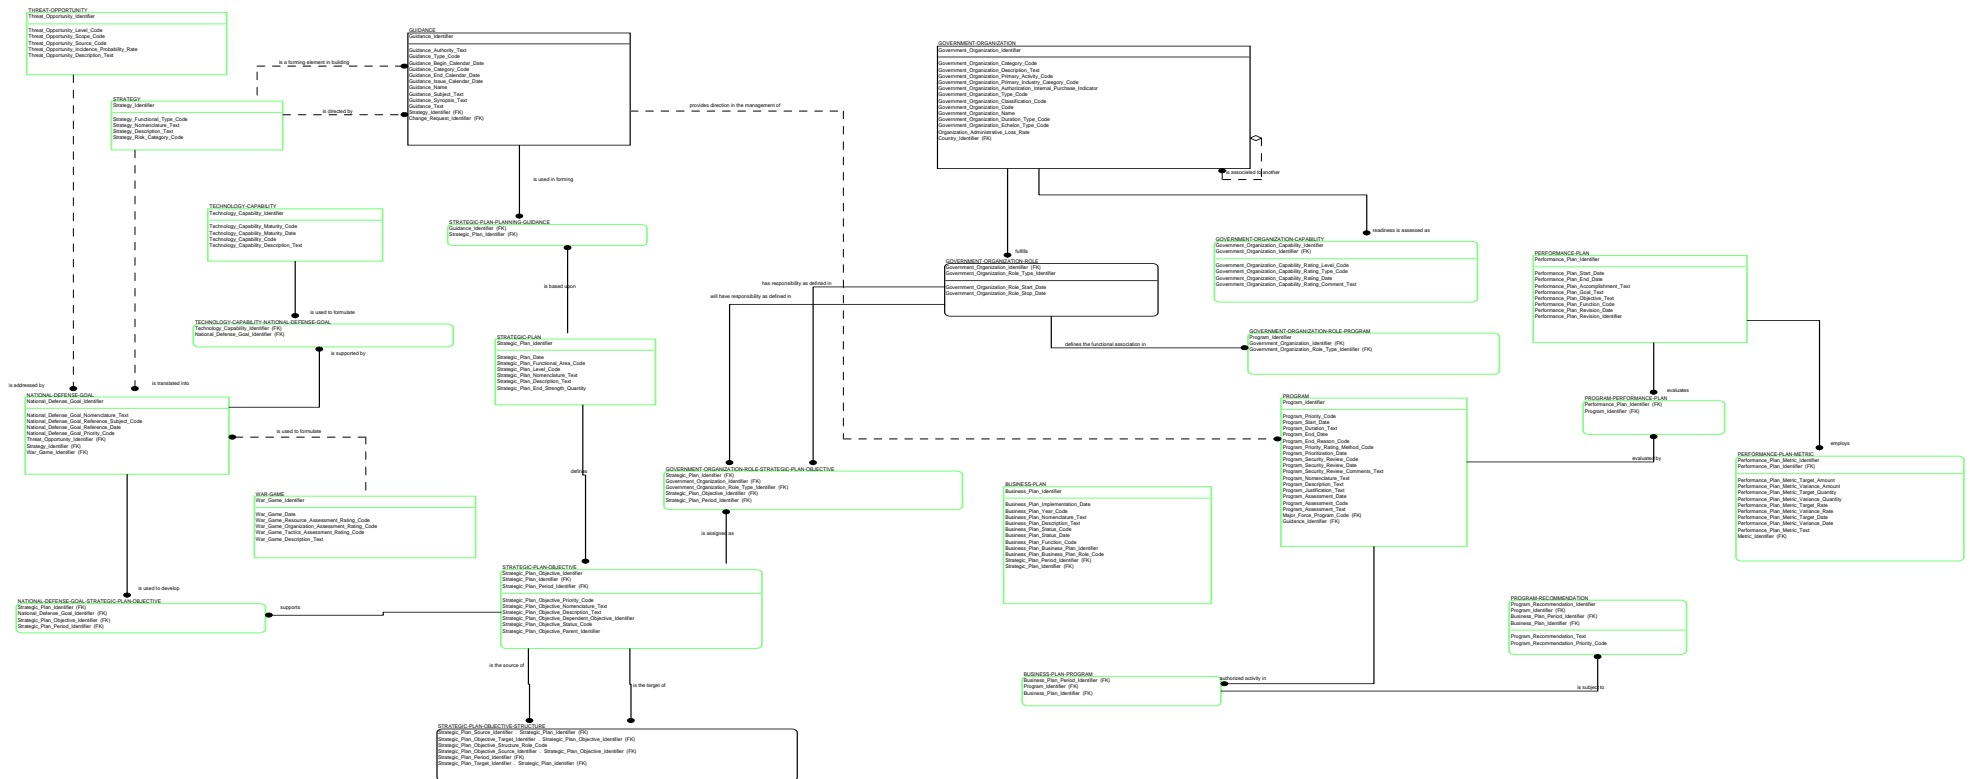 THREAT-OPPORTUNITY
Threat_Opportunity_Identifier
Threat_Opportunity_Level_Code
Threat_Opportunity_Scope_Code
Threat_Opportunity_Source_Code
Threat_Opportunity_Incidence_Probability_Rate
Threat_Opportunity_Description_Text
STRATEGY
Strategy_Identifier
Strategy_Functional_Type_Code
Strategy_Nomenclature_Text
Strategy_Description_Text
Strategy_Risk_Category_Code
is a forming element in building
is directed by
GUIDANCE
Guidance_Identifier
Guidance_Authority_Text
Guidance_Type_Code
Guidance_Begin_Calendar_Date
Guidance_Category_Code
Guidance_End_Calendar_Date
Guidance_Issue_Calendar_Date
Guidance_Name
Guidance_Subject_Text
Guidance_Synopsis_Text
Guidance_Text
Strategy_Identifier (FK)
Change_Request_Identifier (FK)
provides direction in the management of
GOVERNMENT-ORGANIZATION
Government_Organization_Identifier
Government_Organization_Category_Code
Government_Organization_Description_Text
Government_Organization_Primary_Activity_Code
Government_Organization_Primary_Industry_Category_Code
Government_Organization_Authorization_Internal_Purchase_Indicator
Government_Organization_Type_Code
Government_Organization_Classification_Code
Government_Organization_Code
Government_Organization_Name
Government_Organization_Duration_Type_Code
Government_Organization_Echelon_Type_Code
Organization_Administrative_Loss_Rate
Country_Identifier (FK)
is associated to another
is used in forming
TECHNOLOGY-CAPABILITY
Technology_Capability_Identifier
Technology_Capability_Maturity_Code
Technology_Capability_Maturity_Date
Technology_Capability_Code
Technology_Capability_Description_Text
STRATEGIC-PLAN-PLANNING-GUIDANCE
Guidance_Identifier (FK)
Strategic_Plan_Identifier (FK)
fulfills
readiness is assessed as
GOVERNMENT-ORGANIZATION-CAPABILITY
Government_Organization_Capability_Identifier
Government_Organization_Identifier (FK)
Government_Organization_Capability_Rating_Level_Code
Government_Organization_Capability_Rating_Type_Code
Government_Organization_Capability_Rating_Date
Government_Organization_Capability_Rating_Comment_Text
GOVERNMENT-ORGANIZATION-ROLE
Government_Organization_Identifier (FK)
Government_Organization_Role_Type_Identifier
Government_Organization_Role_Start_Date
Government_Organization_Role_Stop_Date
PERFORMANCE-PLAN
Performance_Plan_Identifier
Performance_Plan_Start_Date
Performance_Plan_End_Date
Performance_Plan_Accomplishment_Text
Performance_Plan_Goal_Text
Performance_Plan_Objective_Text
Performance_Plan_Function_Code
Performance_Plan_Revision_Date
Performance_Plan_Revision_Identifier
is based upon
has responsibility as defined in
will have responsibility as defined in
is used to formulate
TECHNOLOGY-CAPABILITY-NATIONAL-DEFENSE-GOAL
Technology_Capability_Identifier (FK)
National_Defense_Goal_Identifier (FK)
is supported by
STRATEGIC-PLAN
Strategic_Plan_Identifier
Strategic_Plan_Date
Strategic_Plan_Functional_Area_Code
Strategic_Plan_Level_Code
Strategic_Plan_Nomenclature_Text
Strategic_Plan_Description_Text
Strategic_Plan_End_Strength_Quantity
defines the functional association in
GOVERNMENT-ORGANIZATION-ROLE-PROGRAM
Program_Identifier
Government_Organization_Identifier (FK)
Government_Organization_Role_Type_Identifier (FK)
is addressed by
is translated into
NATIONAL-DEFENSE-GOAL
National_Defense_Goal_Identifier
National_Defense_Goal_Nomenclature_Text
National_Defense_Goal_Reference_Subject_Code
National_Defense_Goal_Reference_Date
National_Defense_Goal_Priority_Code
Threat_Opportunity_Identifier (FK)
Strategy_Identifier (FK)
War_Game_Identifier (FK)
is used to formulate
PROGRAM
Program_Identifier
Program_Priority_Code
Program_Start_Date
Program_Duration_Text
Program_End_Date
Program_End_Reason_Code
Program_Priority_Rating_Method_Code
Program_Prioritization_Date
Program_Security_Review_Code
Program_Security_Review_Date
Program_Security_Review_Comments_Text
Program_Nomenclature_Text
Program_Description_Text
Program_Justification_Text
Program_Assessment_Date
Program_Assessment_Code
Program_Assessment_Text
Major_Force_Program_Code (FK)
Guidance_Identifier (FK)
evaluates
PROGRAM-PERFORMANCE-PLAN
Performance_Plan_Identifier (FK)
Program_Identifier (FK)
evaluated by
employs
PERFORMANCE-PLAN-METRIC
Performance_Plan_Metric_Identifier
Performance_Plan_Identifier (FK)
Performance_Plan_Metric_Target_Amount
Performance_Plan_Metric_Variance_Amount
Performance_Plan_Metric_Target_Quantity
Performance_Plan_Metric_Variance_Quantity
Performance_Plan_Metric_Target_Rate
Performance_Plan_Metric_Variance_Rate
Performance_Plan_Metric_Target_Date
Performance_Plan_Metric_Variance_Date
Performance_Plan_Metric_Text
Metric_Identifier (FK)
defines
GOVERNMENT-ORGANIZATION-ROLE-STRATEGIC-PLAN-OBJECTIVE
Strategic_Plan_Identifier (FK)
Government_Organization_Identifier (FK)
Government_Organization_Role_Type_Identifier (FK)
Strategic_Plan_Objective_Identifier (FK)
Strategic_Plan_Period_Identifier (FK)
BUSINESS-PLAN
Business_Plan_Identifier
Business_Plan_Implementation_Date
Business_Plan_Year_Code
Business_Plan_Nomenclature_Text
Business_Plan_Description_Text
Business_Plan_Status_Code
Business_Plan_Status_Date
Business_Plan_Function_Code
Business_Plan_Business_Plan_Identifier
Business_Plan_Business_Plan_Role_Code
Strategic_Plan_Period_Identifier (FK)
Strategic_Plan_Identifier (FK)
WAR-GAME
War_Game_Identifier
War_Game_Date
War_Game_Resource_Assessment_Rating_Code
War_Game_Organization_Assessment_Rating_Code
War_Game_Tactics_Assessment_Rating_Code
War_Game_Description_Text
is assigned as
STRATEGIC-PLAN-OBJECTIVE
Strategic_Plan_Objective_Identifier
Strategic_Plan_Identifier (FK)
Strategic_Plan_Period_Identifier (FK)
Strategic_Plan_Objective_Priority_Code
Strategic_Plan_Objective_Nomenclature_Text
Strategic_Plan_Objective_Description_Text
Strategic_Plan_Objective_Dependent_Objective_Identifier
Strategic_Plan_Objective_Status_Code
Strategic_Plan_Objective_Parent_Identifier
is used to develop
NATIONAL-DEFENSE-GOAL-STRATEGIC-PLAN-OBJECTIVE
Strategic_Plan_Identifier (FK)
National_Defense_Goal_Identifier (FK)
Strategic_Plan_Objective_Identifier (FK)
Strategic_Plan_Period_Identifier (FK)
supports
PROGRAM-RECOMMENDATION
Program_Recommendation_Identifier
Program_Identifier (FK)
Business_Plan_Period_Identifier (FK)
Business_Plan_Identifier (FK)
Program_Recommendation_Text
Program_Recommendation_Priority_Code
is the source of
is the target of
BUSINESS-PLAN-PROGRAM
Business_Plan_Period_Identifier (FK)
Program_Identifier (FK)
Business_Plan_Identifier (FK)
authorized activity in
is subject to
STRATEGIC-PLAN-OBJECTIVE-STRUCTURE
Strategic_Plan_Source_Identifier . Strategic_Plan_Identifier (FK)
Strategic_Plan_Objective_Target_Identifier . Strategic_Plan_Objective_Identifier (FK)
Strategic_Plan_Objective_Structure_Role_Code
Strategic_Plan_Objective_Source_Identifier . Strategic_Plan_Objective_Identifier (FK)
Strategic_Plan_Period_Identifier (FK)
Strategic_Plan_Target_Identifier . Strategic_Plan_Identifier (FK)